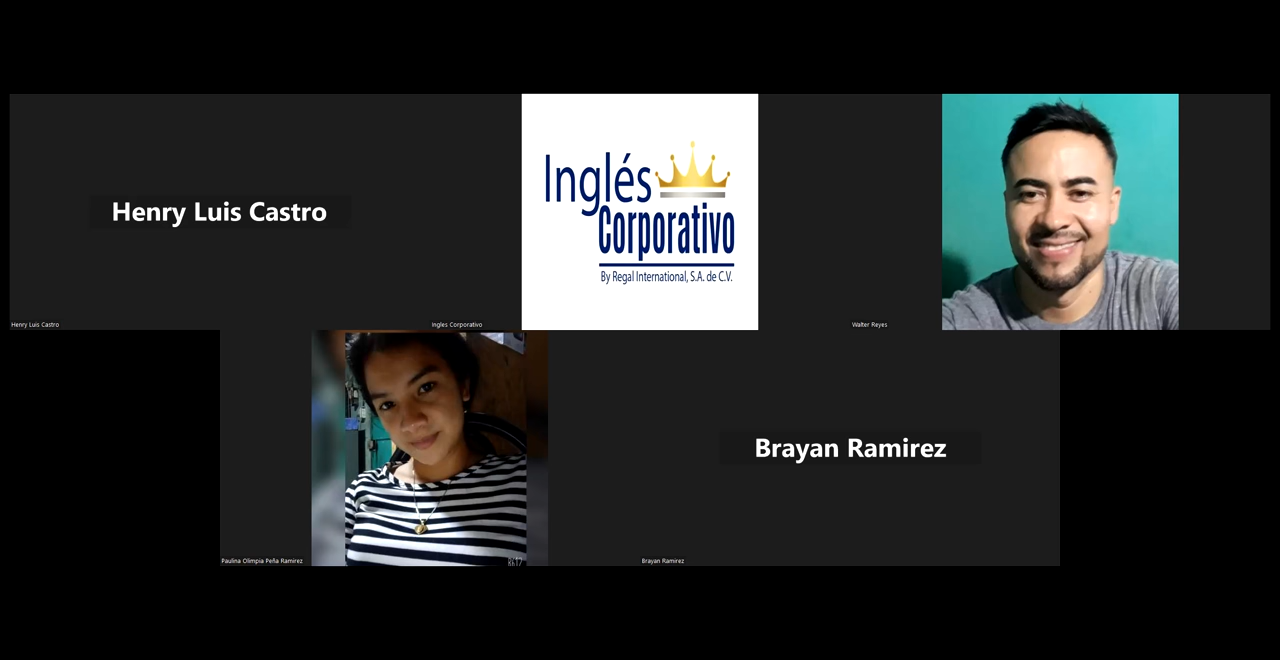 Henry Luis Castro
Henry Luis Castro
Inglés
Corporativo
By Regal International, S.A. de C.V.
Ingles Corporativo
Walter Reyes
Paulina Olimpia Peña Ramirez
Brayan Ramirez
Brayan Ramirez